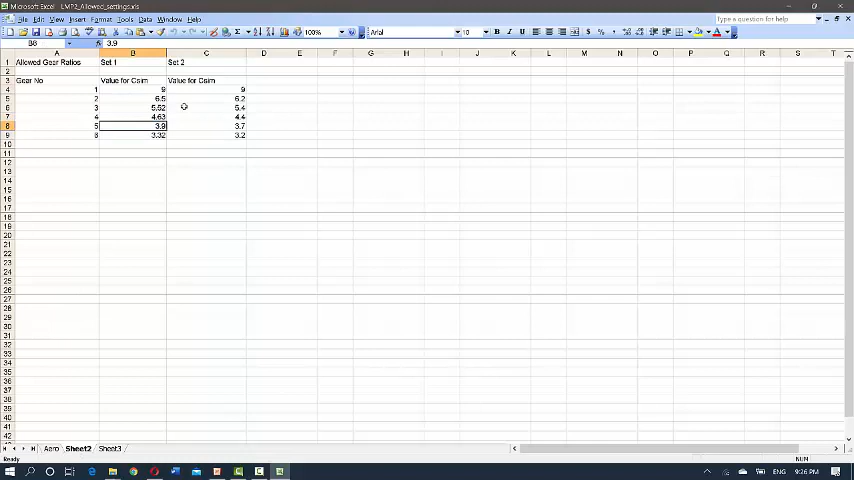 Microsoft Excel - LMP2_Allowed_settings.xls
File Edit View Insert Format Tools Data Window Help Type a question for help
100% Arial 10 B I U
B8 fx 3.9
A B C D E F G H I J K L M N O P Q R S T
1 Allowed Gear Ratios Set 1 Set 2
2
3 Gear No Value for Csim Value for Csim
4 1 9 9
5 2 6.5 6.2
6 3 5.52 5.4
7 4 4.63 4.4
8 5 3.9 3.7
9 6 3.32 3.2
10
11
12
13
14
15
16
17
18
19
20
21
22
23
24
25
26
27
28
29
30
31
32
33
34
35
36
37
38
39
40
41
42
Aero Sheet2 Sheet3
Ready NUM
ENG 9:26 PM